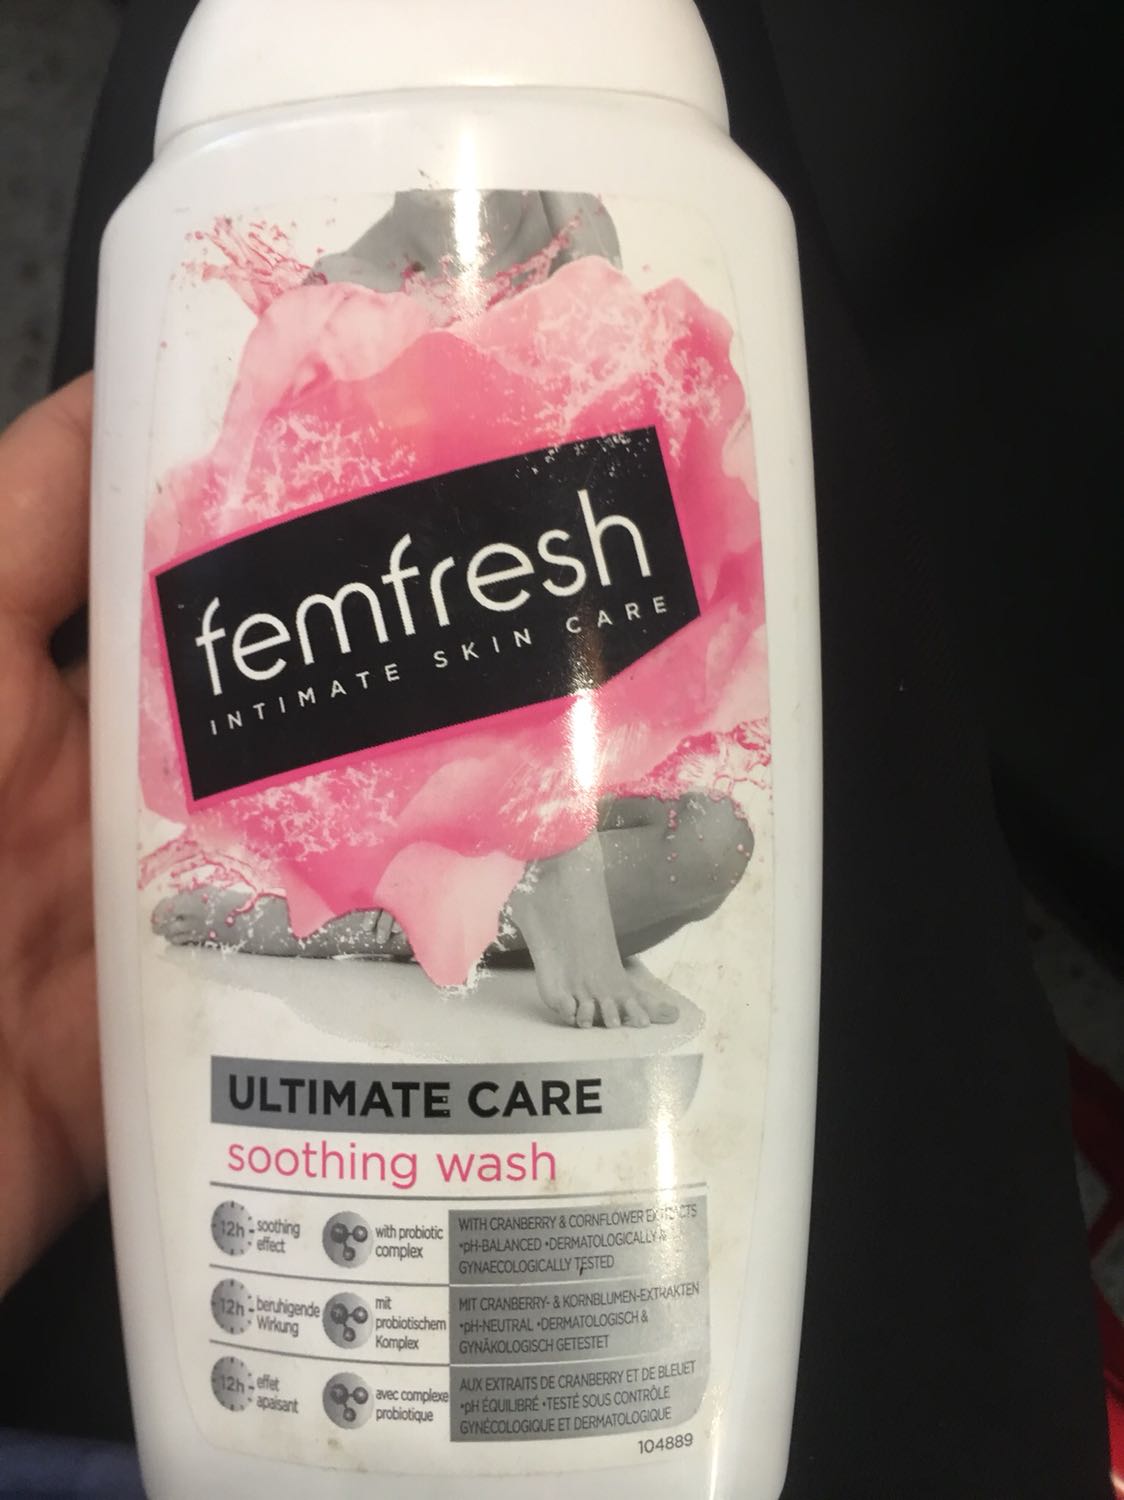 femfresh
INTIMATE SKIN CARE
ULTIMATE CARE
soothing wash
12h soothing
effect
with probiotic
complex
WITH CRANBERRY & CORNFLOWER EXTRACTS
•pH-BALANCED •DERMATOLOGICALLY &
GYNAECOLOGICALLY TESTED
12h beruhigende
Wirkung
mit
probiotischem
Komplex
MIT CRANBERRY- & KORNBLUMEN-EXTRAKTEN
•pH-NEUTRAL •DERMATOLOGISCH &
GYNÄKOLOGISCH GETESTET
12h effet
apaisant
avec complexe
probiotique
AUX EXTRAITS DE CRANBERRY ET DE BLEUET
•pH ÉQUILIBRÉ •TESTÉ SOUS CONTRÔLE
GYNÉCOLOGIQUE ET DERMATOLOGIQUE
104889